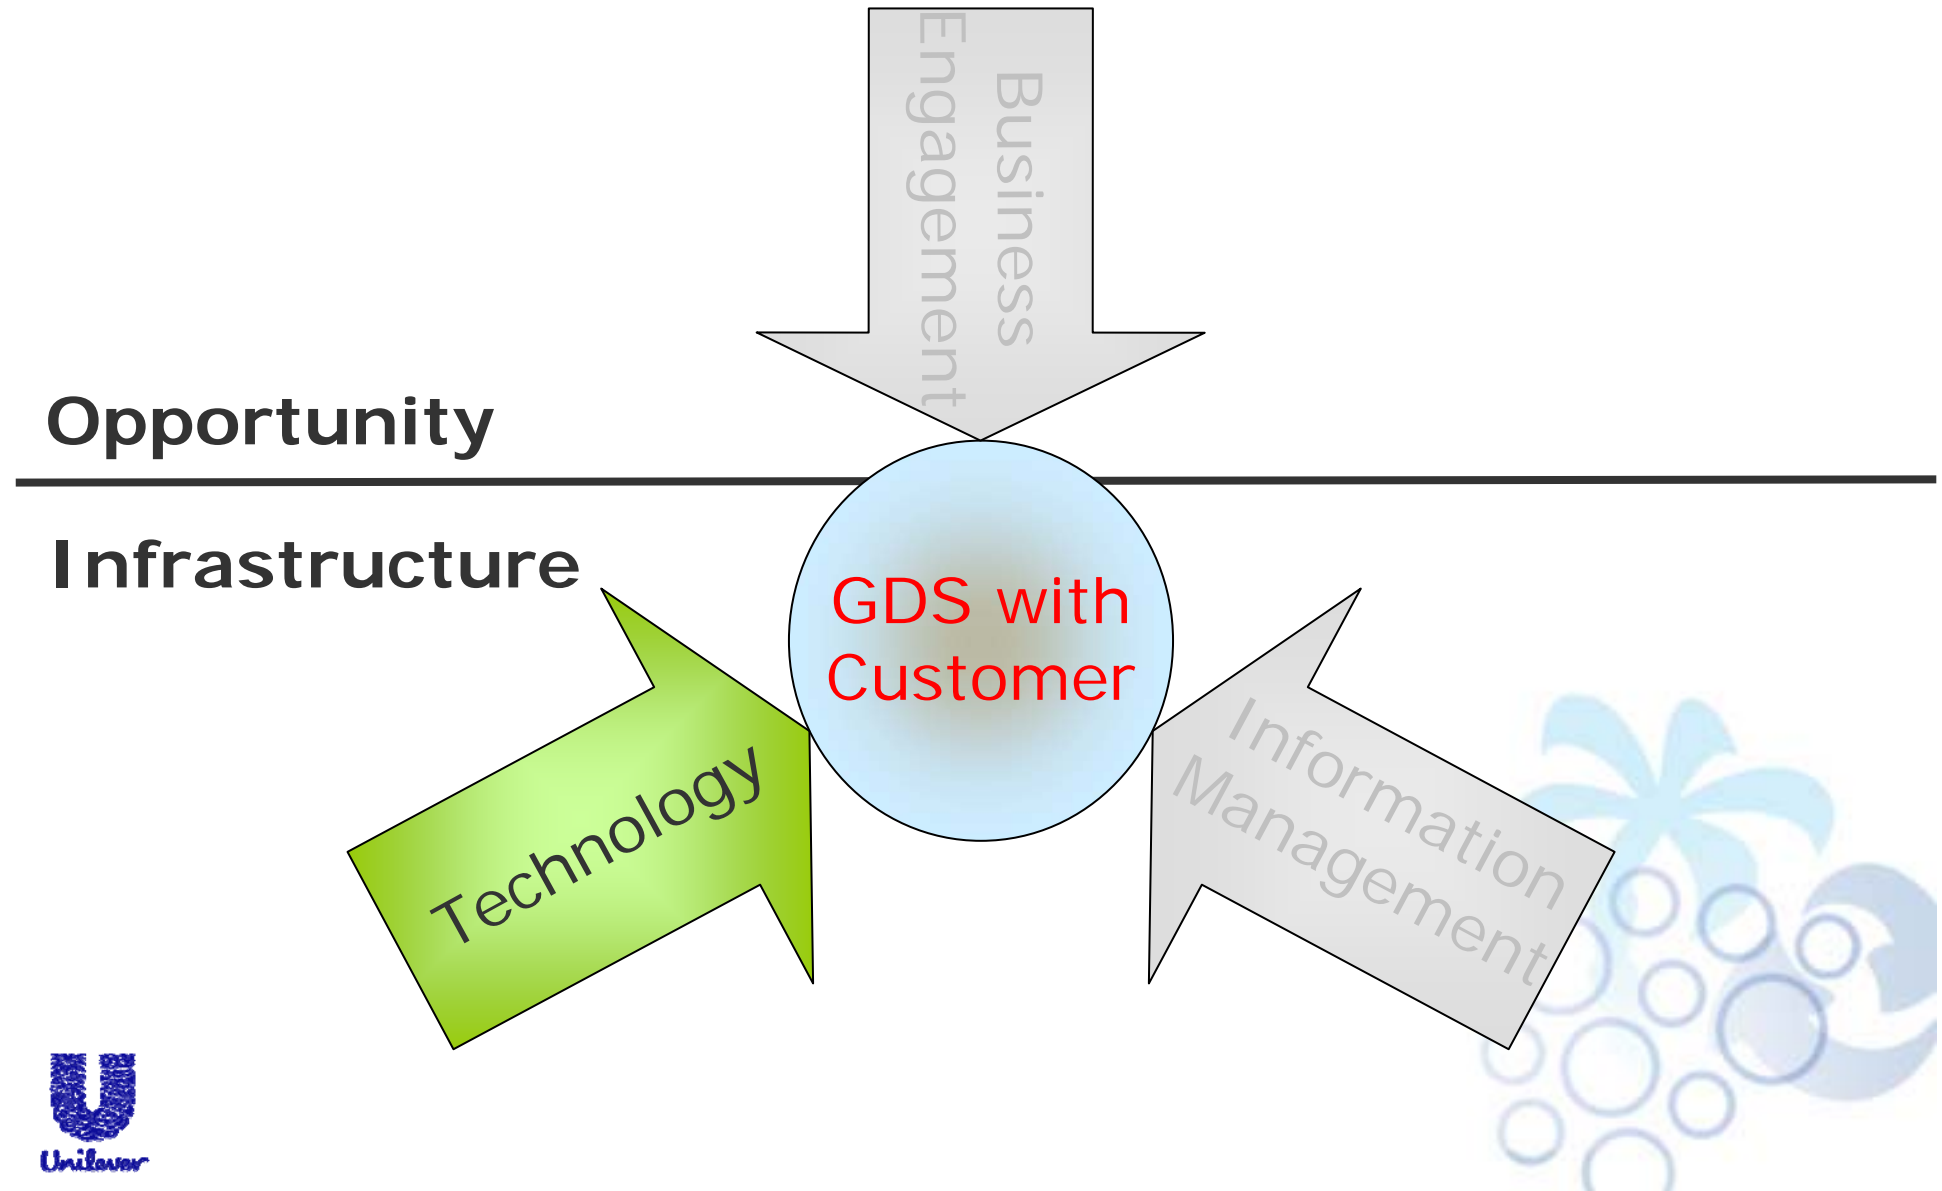 Business
Engagement
Opportunity
Infrastructure
GDS with
Customer
Technology
Information
Management
Unilever